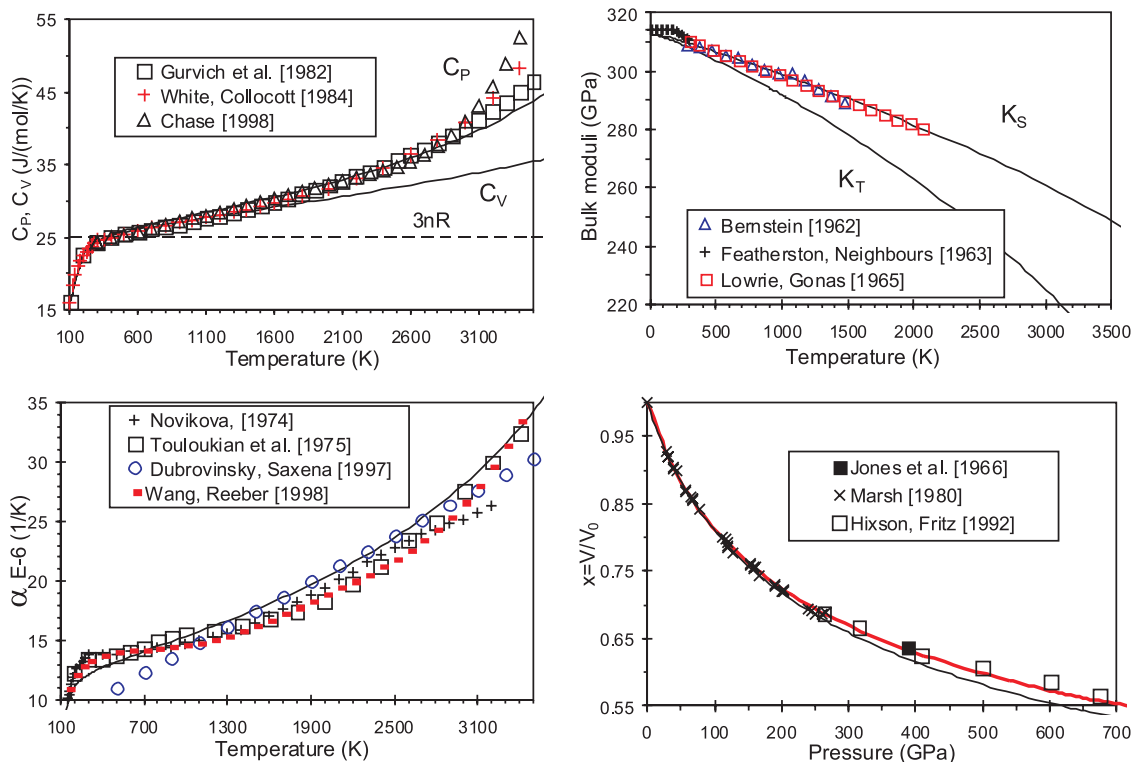 55
45
35
25
15
C_P, C_V (J/(mol/K))
Gurvich et al. [1982]
White, Collocott [1984]
Chase [1998]
C_P
C_V
3nR
100 600 1100 1600 2100 2600 3100
Temperature (K)
320
300
280
260
240
220
Bulk moduli (GPa)
K_S
K_T
Bernstein [1962]
Featherston, Neighbours [1963]
Lowrie, Gonas [1965]
0 500 1000 1500 2000 2500 3000 3500
Temperature (K)
35
30
25
20
15
10
α E-6 (1/K)
Novikova, [1974]
Touloukian et al. [1975]
Dubrovinsky, Saxena [1997]
Wang, Reeber [1998]
100 700 1300 1900 2500 3100
Temperature (K)
0.95
0.85
0.75
0.65
0.55
x=V/V_0
Jones et al. [1966]
Marsh [1980]
Hixson, Fritz [1992]
0 100 200 300 400 500 600 700
Pressure (GPa)